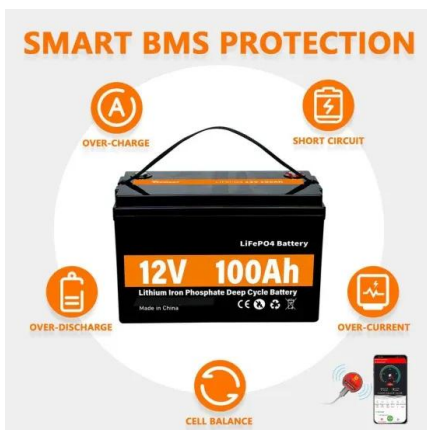 SMART BMS PROTECTION
OVER-CHARGE
SHORT CIRCUIT
LiFePO4 Battery
12V 100Ah
Lithium Iron Phosphate Deep Cycle Battery
Made in China
OVER-DISCHARGE
OVER-CURRENT
CELL BALANCE